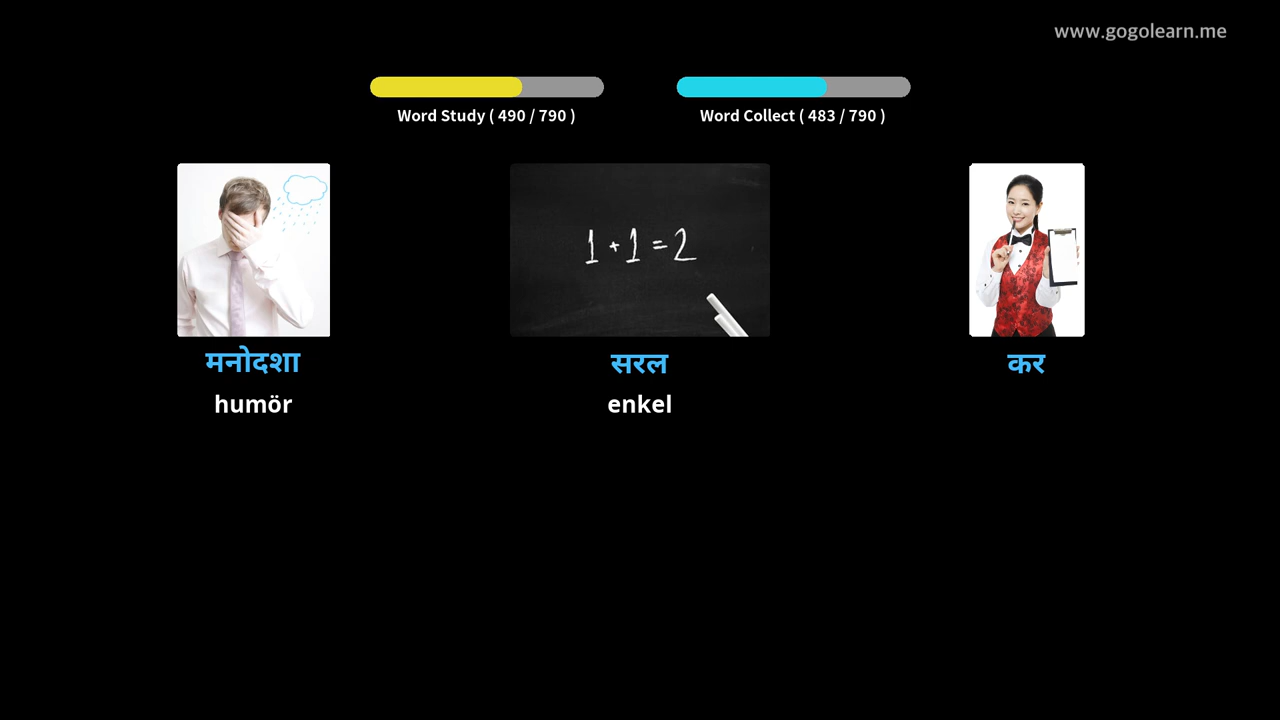 www.gogolearn.me
Word Study ( 490 / 790 )
Word Collect ( 483 / 790 )
1 + 1 = 2
मनोदशा
सरल
कर
humör
enkel